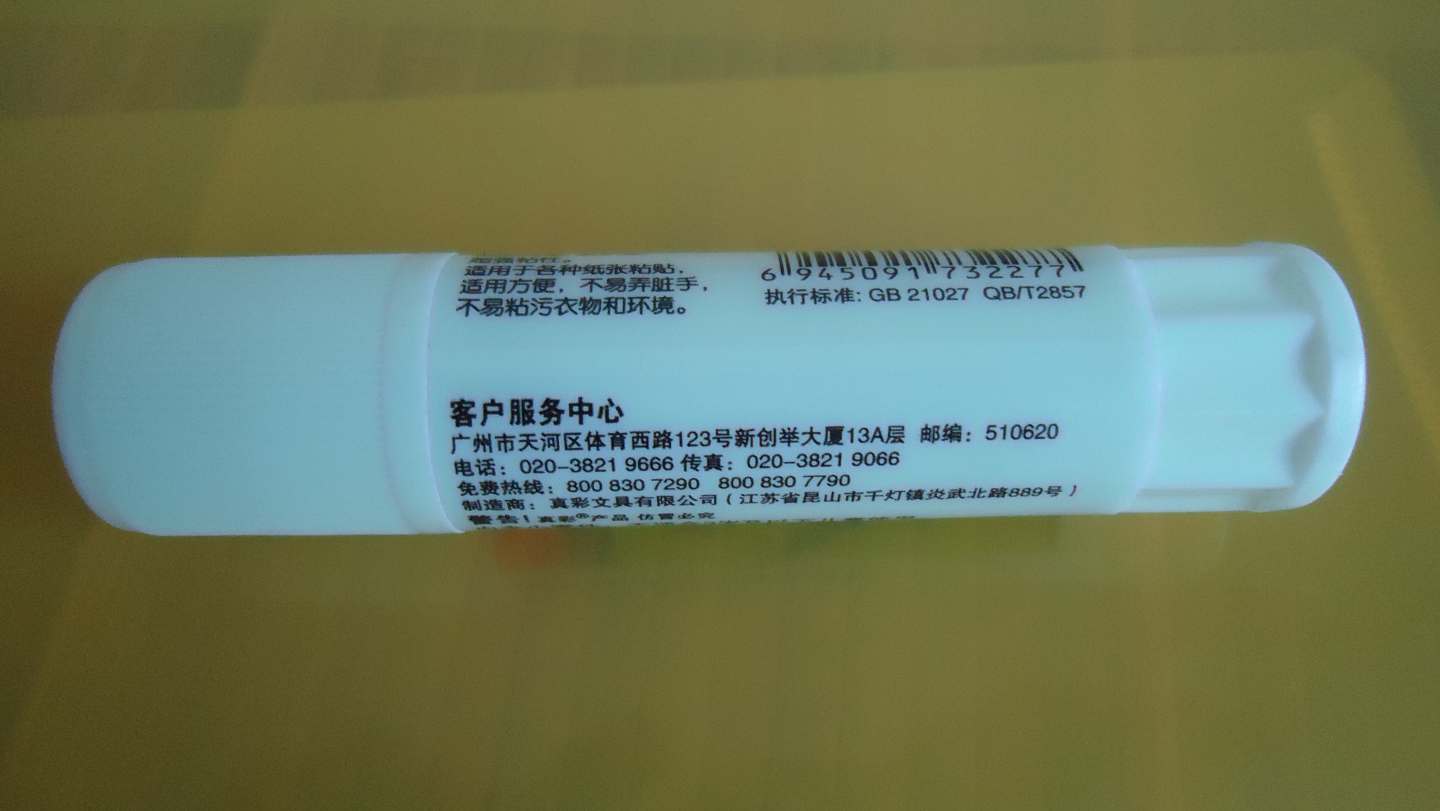 超强粘性。
适用于各种纸张粘贴，
适用方便，不易弄脏手，
不易粘污衣物和环境。
6 945091 732277
执行标准: GB 21027 QB/T2857
客户服务中心
广州市天河区体育西路123号新创举大厦13A层 邮编：510620
电话：020-3821 9666 传真：020-3821 9066
免费热线：800 830 7290 800 830 7790
制造商：真彩文具有限公司（江苏省昆山市千灯镇炎武北路889号）
警告！真彩®产品 仿冒必究